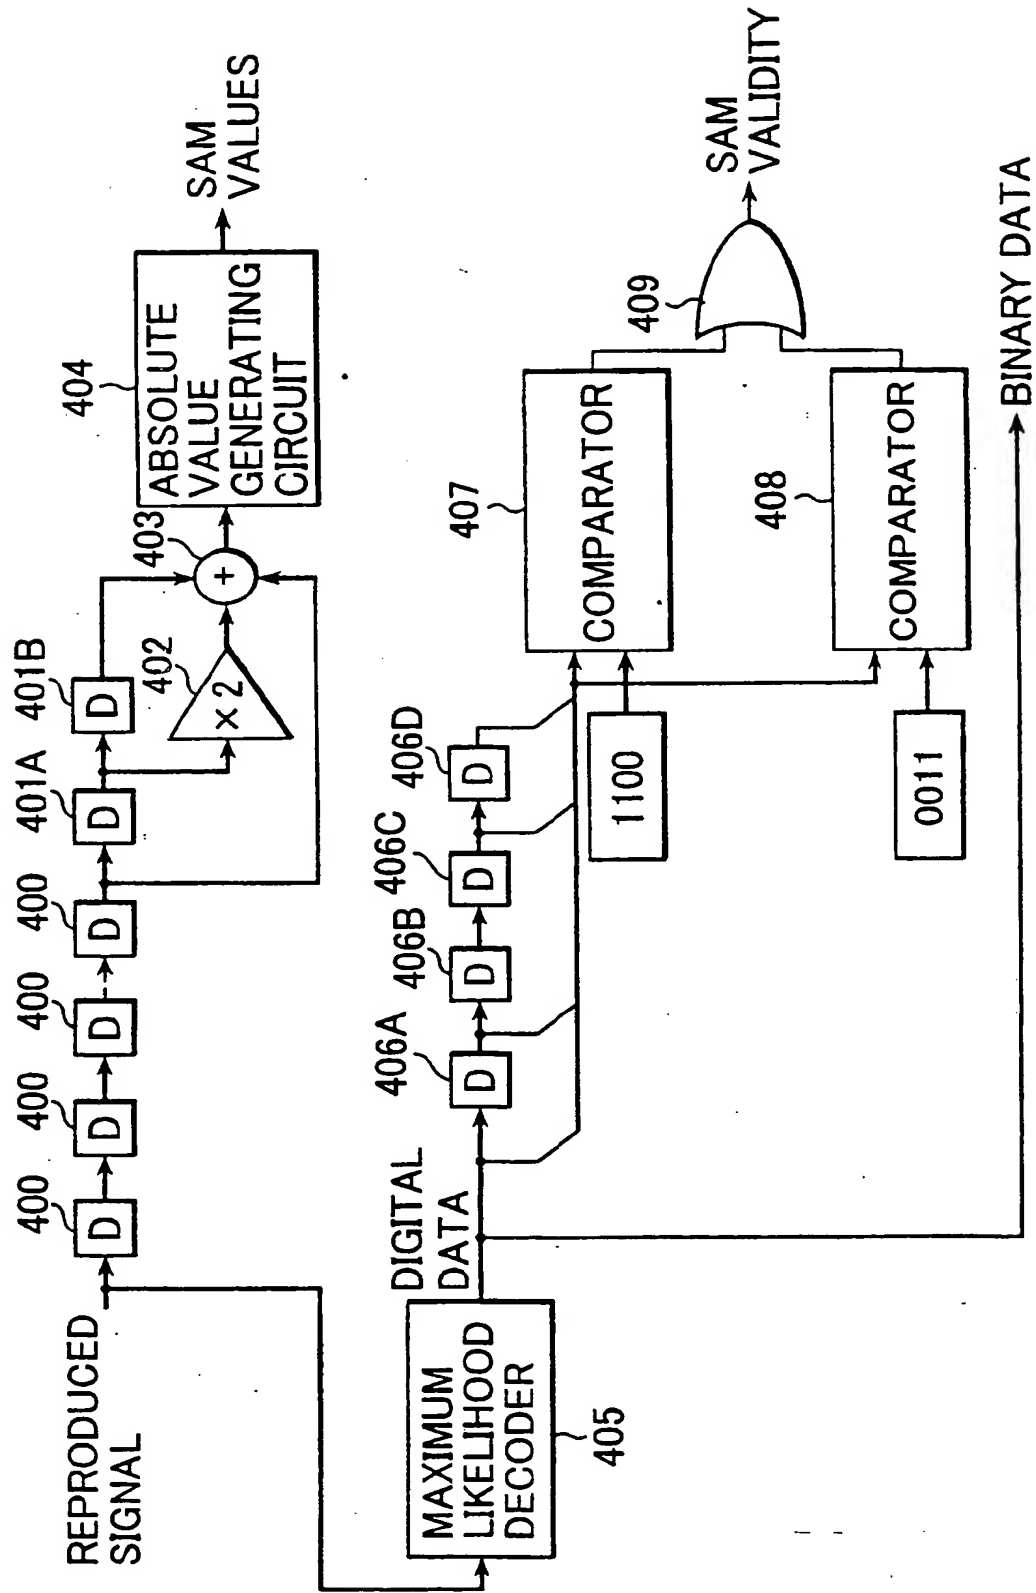 REPRODUCED
SIGNAL
400
D
400
D
400
D
400
D
401A
D
401B
D
402
× 2
403
+
404
ABSOLUTE
VALUE
GENERATING
CIRCUIT
SAM
VALUES
MAXIMUM
LIKELIHOOD
DECODER
405
DIGITAL
DATA
406A
D
406B
D
406C
D
406D
D
1100
407
COMPARATOR
0011
408
COMPARATOR
409
SAM
VALIDITY
BINARY DATA